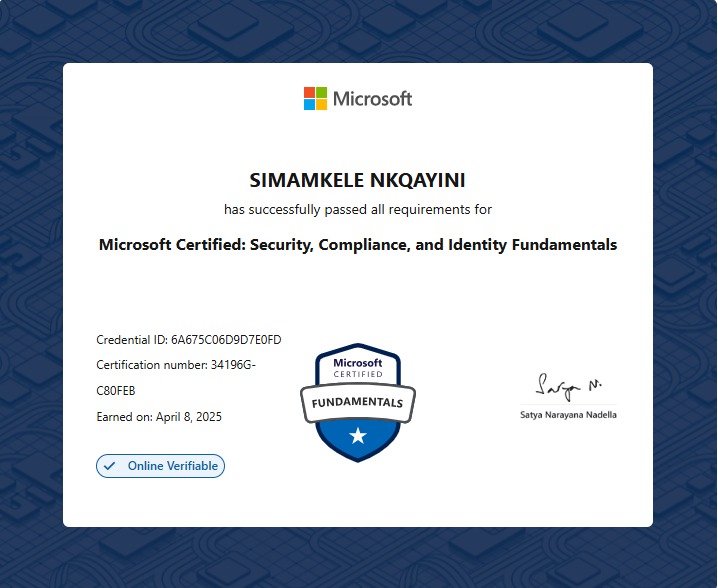 Microsoft
SIMAMKELE NKQAYINI
has successfully passed all requirements for
Microsoft Certified: Security, Compliance, and Identity Fundamentals
Credential ID: 6A675C06D9D7E0FD
Certification number: 34196G-
C80FEB
Earned on: April 8, 2025
Online Verifiable
Microsoft
CERTIFIED
FUNDAMENTALS
Satya N.
Satya Narayana Nadella